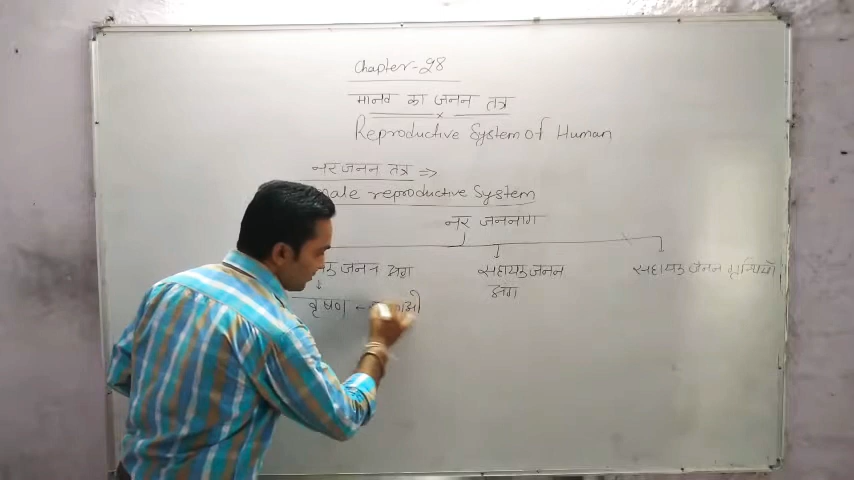 Chapter-28
मानव का जनन तंत्र
Reproductive System of Human
नर जनन तंत्र ⇒
male reproductive System
नर जननांग
जनन अंग
सहायक जनन
अंग
सहायक जनन ग्रन्थियाँ
वृषण -